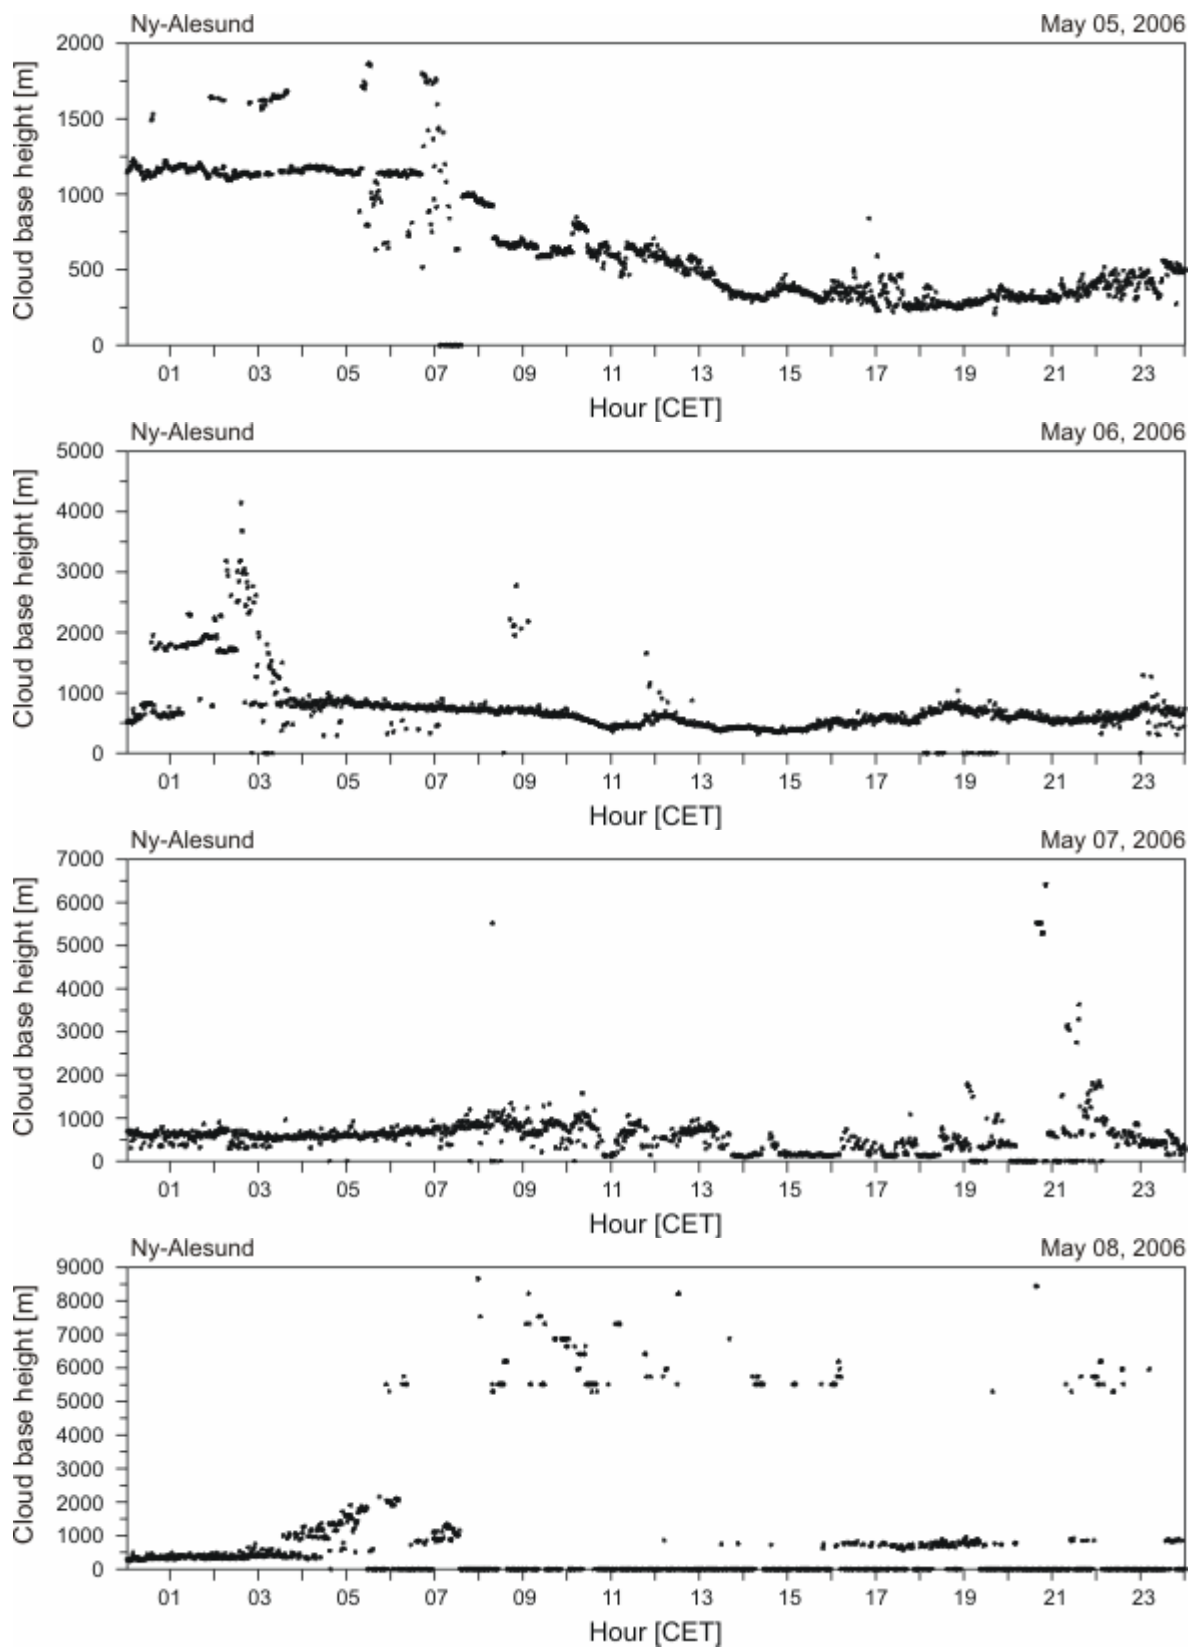 Ny-Alesund May 05, 2006
2000
1500
1000
500
0
Cloud base height [m]
01 03 05 07 09 11 13 15 17 19 21 23
Hour [CET]
Ny-Alesund May 06, 2006
5000
4000
3000
2000
1000
0
Cloud base height [m]
01 03 05 07 09 11 13 15 17 19 21 23
Hour [CET]
Ny-Alesund May 07, 2006
7000
6000
5000
4000
3000
2000
1000
0
Cloud base height [m]
01 03 05 07 09 11 13 15 17 19 21 23
Hour [CET]
Ny-Alesund May 08, 2006
9000
8000
7000
6000
5000
4000
3000
2000
1000
0
Cloud base height [m]
01 03 05 07 09 11 13 15 17 19 21 23
Hour [CET]